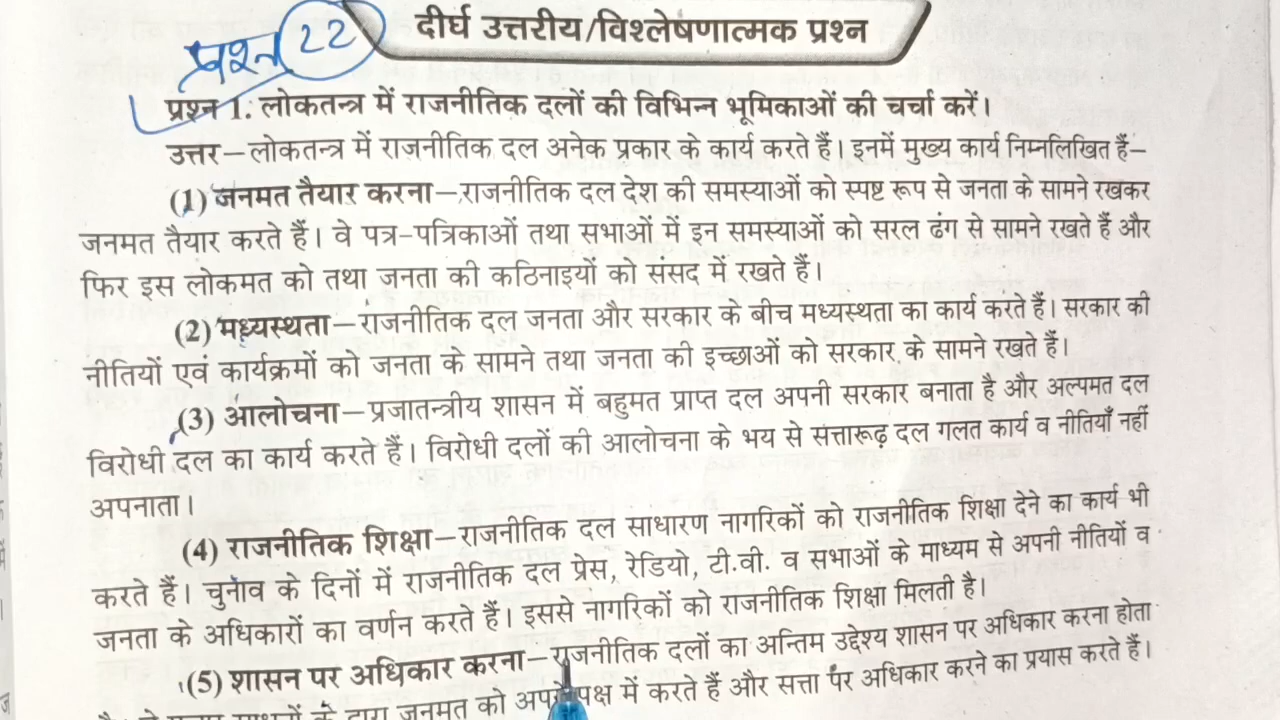 दीर्घ उत्तरीय/विश्लेषणात्मक प्रश्न
प्रश्न 22
प्रश्न 1. लोकतन्त्र में राजनीतिक दलों की विभिन्न भूमिकाओं की चर्चा करें।
उत्तर–लोकतन्त्र में राजनीतिक दल अनेक प्रकार के कार्य करते हैं। इनमें मुख्य कार्य निम्नलिखित हैं–
(1) जनमत तैयार करना–राजनीतिक दल देश की समस्याओं को स्पष्ट रूप से जनता के सामने रखकर
जनमत तैयार करते हैं। वे पत्र-पत्रिकाओं तथा सभाओं में इन समस्याओं को सरल ढंग से सामने रखते हैं और
फिर इस लोकमत को तथा जनता की कठिनाइयों को संसद में रखते हैं।
(2) मध्यस्थता–राजनीतिक दल जनता और सरकार के बीच मध्यस्थता का कार्य करते हैं। सरकार की
नीतियों एवं कार्यक्रमों को जनता के सामने तथा जनता की इच्छाओं को सरकार के सामने रखते हैं।
(3) आलोचना–प्रजातन्त्रीय शासन में बहुमत प्राप्त दल अपनी सरकार बनाता है और अल्पमत दल
विरोधी दल का कार्य करते हैं। विरोधी दलों की आलोचना के भय से सत्तारूढ़ दल गलत कार्य व नीतियाँ नहीं
अपनाता।
(4) राजनीतिक शिक्षा–राजनीतिक दल साधारण नागरिकों को राजनीतिक शिक्षा देने का कार्य भी
करते हैं। चुनाव के दिनों में राजनीतिक दल प्रेस, रेडियो, टी.वी. व सभाओं के माध्यम से अपनी नीतियों व
जनता के अधिकारों का वर्णन करते हैं। इससे नागरिकों को राजनीतिक शिक्षा मिलती है।
(5) शासन पर अधिकार करना–राजनीतिक दलों का अन्तिम उद्देश्य शासन पर अधिकार करना होता
के द्वारा जनमत को अपने पक्ष में करते हैं और सत्ता पर अधिकार करने का प्रयास करते हैं।